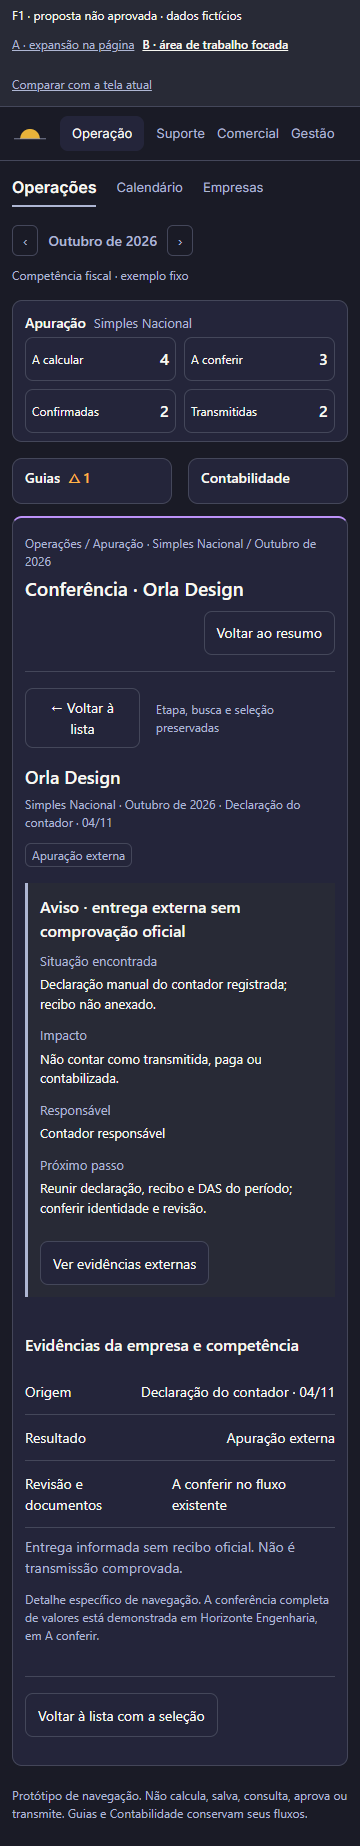 F1 · proposta não aprovada · dados fictícios
A · expansão na página B · área de trabalho focada
Comparar com a tela atual
Operação Suporte Comercial Gestão
Operações Calendário Empresas
‹ Outubro de 2026 ›
Competência fiscal · exemplo fixo
Apuração Simples Nacional
A calcular 4 A conferir 3
Confirmadas 2 Transmitidas 2
Guias △ 1 Contabilidade
Operações / Apuração · Simples Nacional / Outubro de
2026
Conferência · Orla Design
Voltar ao resumo
← Voltar à
lista
Etapa, busca e seleção
preservadas
Orla Design
Simples Nacional · Outubro de 2026 · Declaração do
contador · 04/11
Apuração externa
Aviso · entrega externa sem
comprovação oficial
Situação encontrada
Declaração manual do contador registrada;
recibo não anexado.
Impacto
Não contar como transmitida, paga ou
contabilizada.
Responsável
Contador responsável
Próximo passo
Reunir declaração, recibo e DAS do período;
conferir identidade e revisão.
Ver evidências externas
Evidências da empresa e competência
Origem Declaração do contador · 04/11
Resultado Apuração externa
Revisão e
documentos
A conferir no fluxo
existente
Entrega informada sem recibo oficial. Não é
transmissão comprovada.
Detalhe específico de navegação. A conferência completa
de valores está demonstrada em Horizonte Engenharia,
em A conferir.
Voltar à lista com a seleção
Protótipo de navegação. Não calcula, salva, consulta, aprova ou
transmite. Guias e Contabilidade conservam seus fluxos.